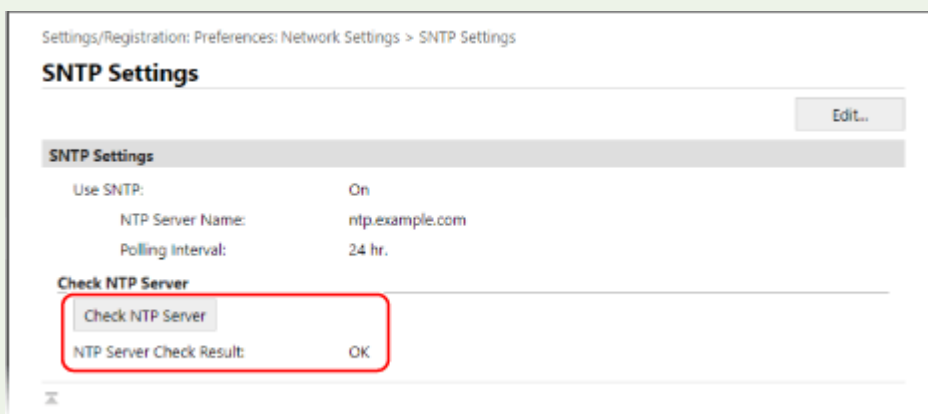 Settings/Registration: Preferences: Network Settings > SNTP Settings
SNTP Settings
Edit...
SNTP Settings
Use SNTP: On
NTP Server Name: ntp.example.com
Polling Interval: 24 hr.
Check NTP Server
Check NTP Server
NTP Server Check Result: OK